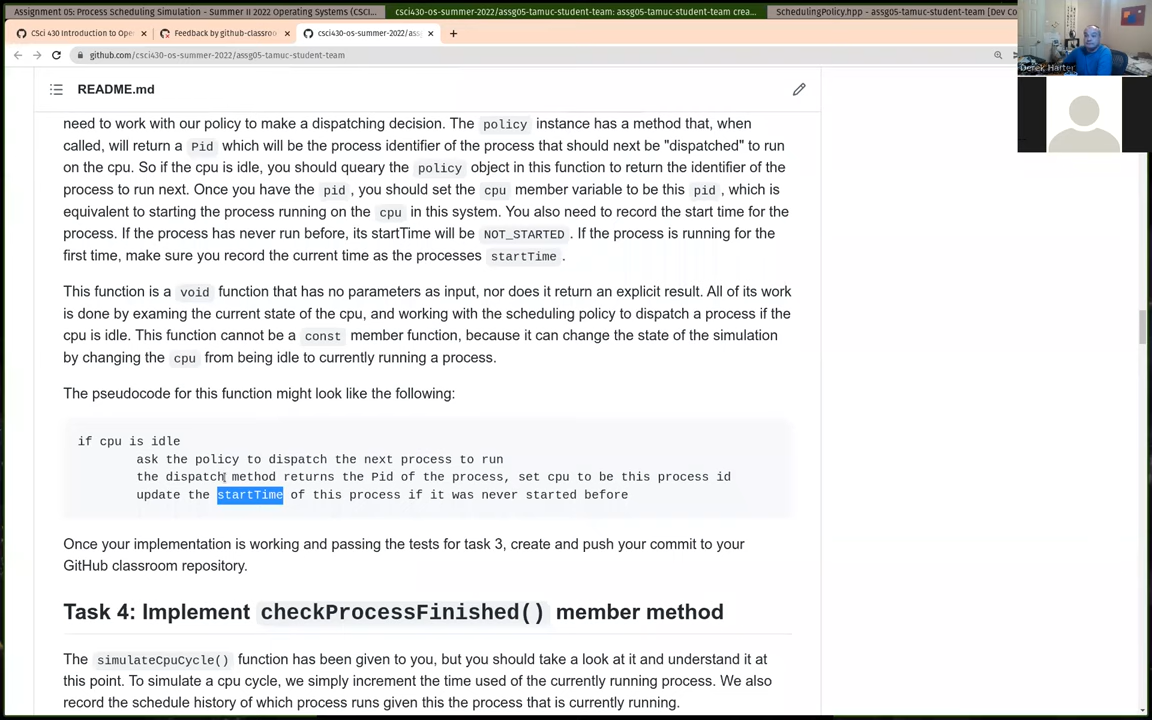 Assignment 05: Process Scheduling Simulation - Summer II 2022 Operating Systems (CSCI...
csci430-os-summer-2022/assg05-tamuc-student-team: assg05-tamuc-student-team crea...
SchedulingPolicy.hpp - assg05-tamuc-student-team [Dev Co
CSci 430 Introduction to Ope
Feedback by github-classroo
csci430-os-summer-2022/as
github.com/csci430-os-summer-2022/assg05-tamuc-student-team
Derek Harter
README.md
need to work with our policy to make a dispatching decision. The policy instance has a method that, when
called, will return a Pid which will be the process identifier of the process that should next be "dispatched" to run
on the cpu. So if the cpu is idle, you should queary the policy object in this function to return the identifier of the
process to run next. Once you have the pid , you should set the cpu member variable to be this pid , which is
equivalent to starting the process running on the cpu in this system. You also need to record the start time for the
process. If the process has never run before, its startTime will be NOT_STARTED . If the process is running for the
first time, make sure you record the current time as the processes startTime .
This function is a void function that has no parameters as input, nor does it return an explicit result. All of its work
is done by examing the current state of the cpu, and working with the scheduling policy to dispatch a process if the
cpu is idle. This function cannot be a const member function, because it can change the state of the simulation
by changing the cpu from being idle to currently running a process.
The pseudocode for this function might look like the following:
if cpu is idle
ask the policy to dispatch the next process to run
the dispatch method returns the Pid of the process, set cpu to be this process id
update the startTime of this process if it was never started before
Once your implementation is working and passing the tests for task 3, create and push your commit to your
GitHub classroom repository.
Task 4: Implement checkProcessFinished() member method
The simulateCpuCycle() function has been given to you, but you should take a look at it and understand it at
this point. To simulate a cpu cycle, we simply increment the time used of the currently running process. We also
record the schedule history of which process runs given this the process that is currently running.